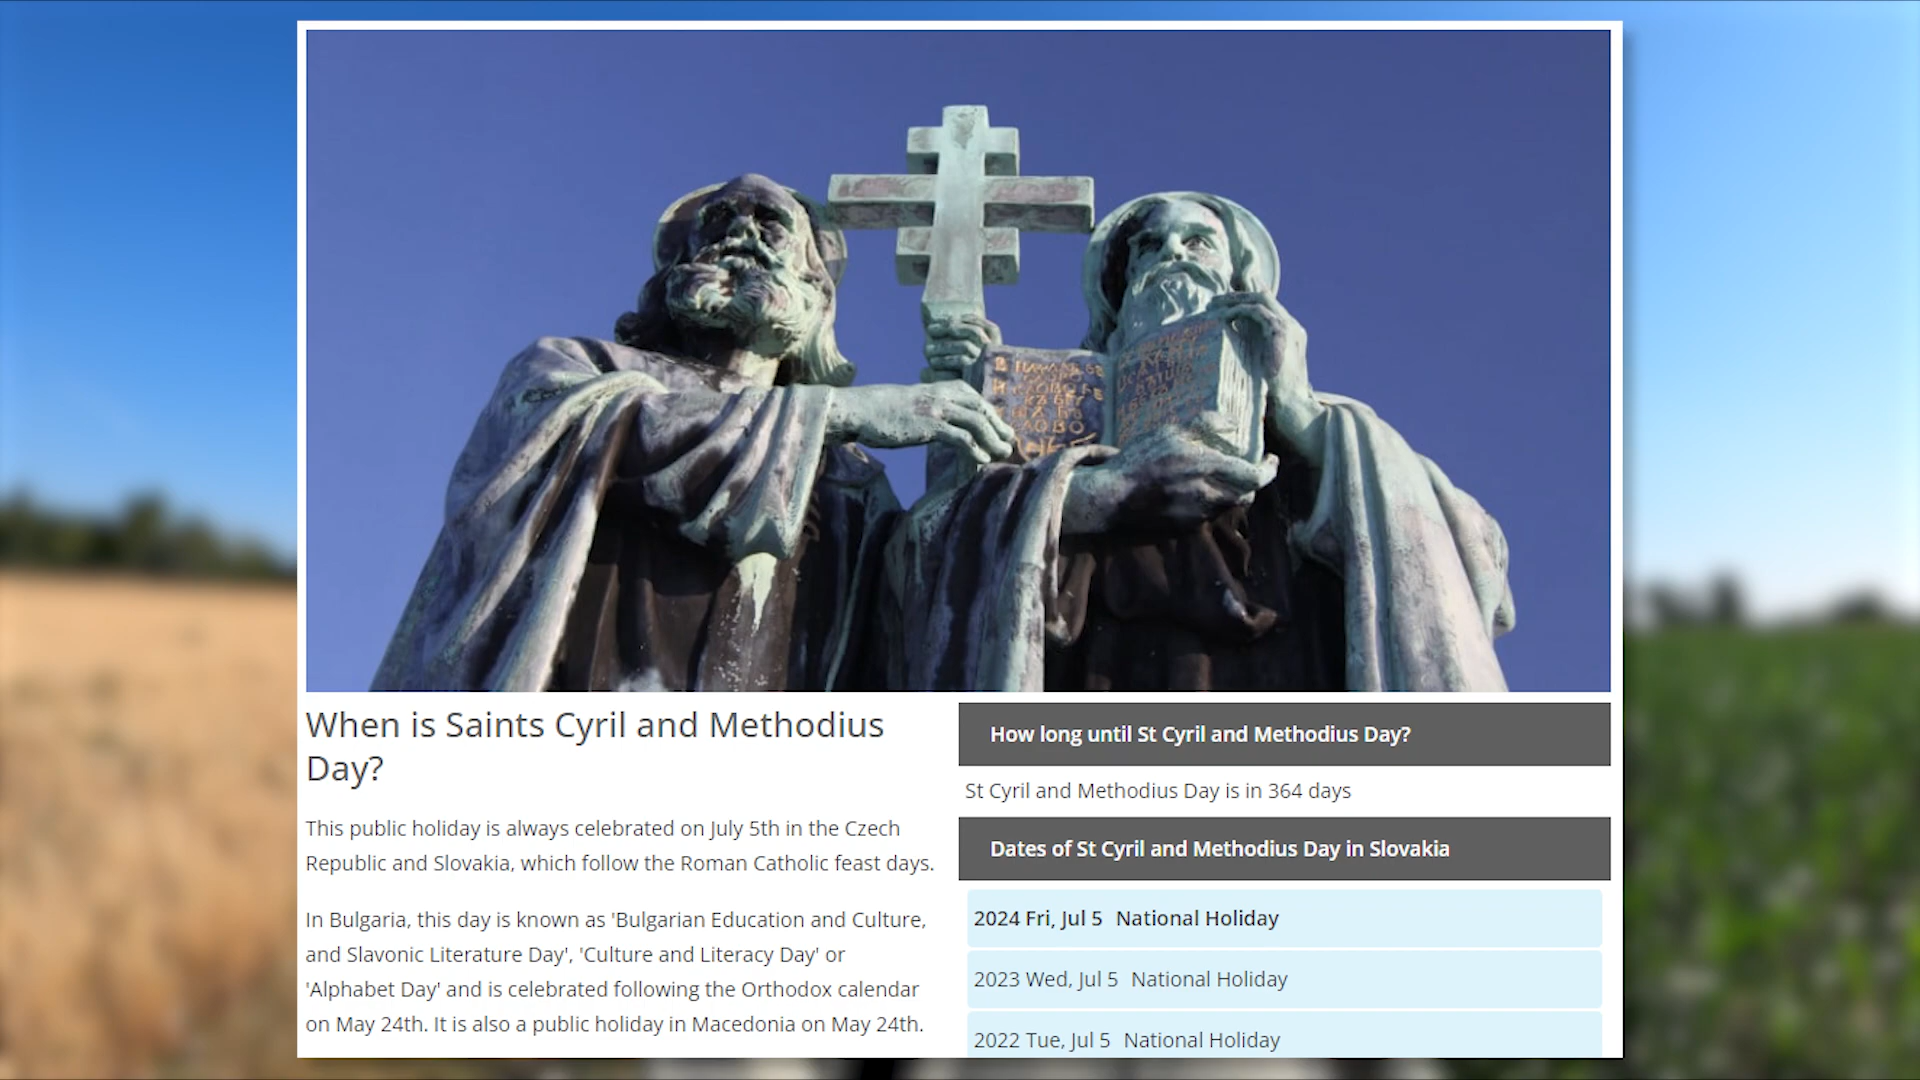 When is Saints Cyril and Methodius
Day?
This public holiday is always celebrated on July 5th in the Czech
Republic and Slovakia, which follow the Roman Catholic feast days.
In Bulgaria, this day is known as 'Bulgarian Education and Culture,
and Slavonic Literature Day', 'Culture and Literacy Day' or
'Alphabet Day' and is celebrated following the Orthodox calendar
on May 24th. It is also a public holiday in Macedonia on May 24th.
How long until St Cyril and Methodius Day?
St Cyril and Methodius Day is in 364 days
Dates of St Cyril and Methodius Day in Slovakia
2024 Fri, Jul 5 National Holiday
2023 Wed, Jul 5 National Holiday
2022 Tue, Jul 5 National Holiday